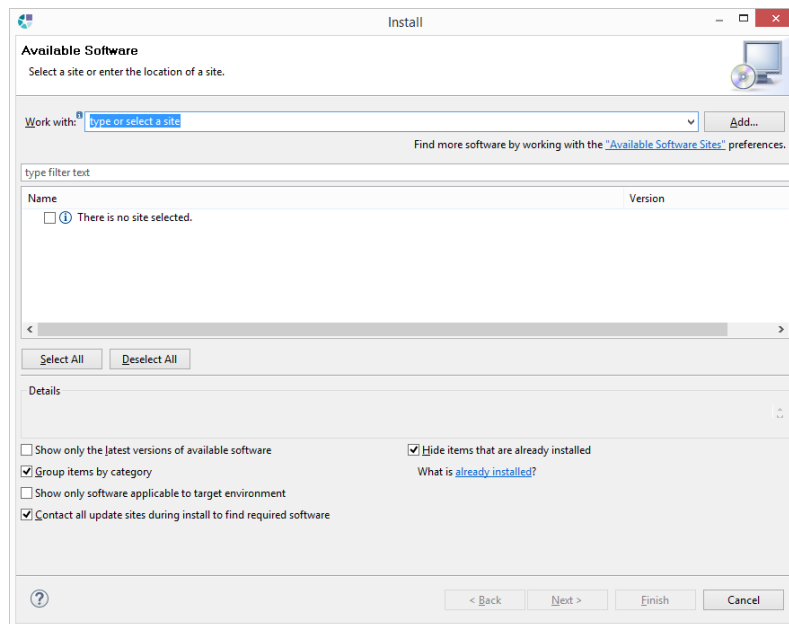 Install
Available Software
Select a site or enter the location of a site.
Work with: type or select a site Add...
Find more software by working with the "Available Software Sites" preferences.
type filter text
Name Version
There is no site selected.
Select All Deselect All
Details
Show only the latest versions of available software Hide items that are already installed
Group items by category What is already installed?
Show only software applicable to target environment
Contact all update sites during install to find required software
< Back Next > Finish Cancel